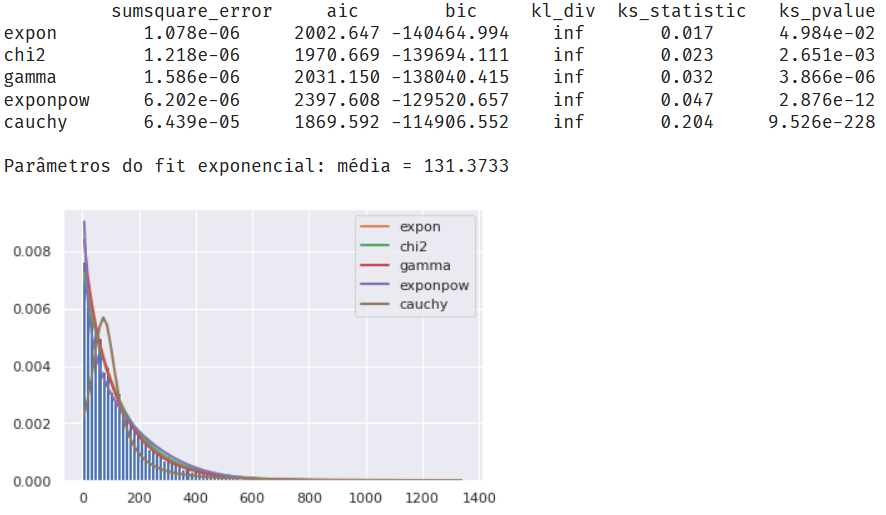 sumsquare_error aic bic kl_div ks_statistic ks_pvalue
expon 1.078e-06 2002.647 -140464.994 inf 0.017 4.984e-02
chi2 1.218e-06 1970.669 -139694.111 inf 0.023 2.651e-03
gamma 1.586e-06 2031.150 -138040.415 inf 0.032 3.866e-06
exponpow 6.202e-06 2397.608 -129520.657 inf 0.047 2.876e-12
cauchy 6.439e-05 1869.592 -114906.552 inf 0.204 9.526e-228
Parâmetros do fit exponencial: média = 131.3733
expon
chi2
gamma
exponpow
cauchy
0.008
0.006
0.004
0.002
0.000
0 200 400 600 800 1000 1200 1400